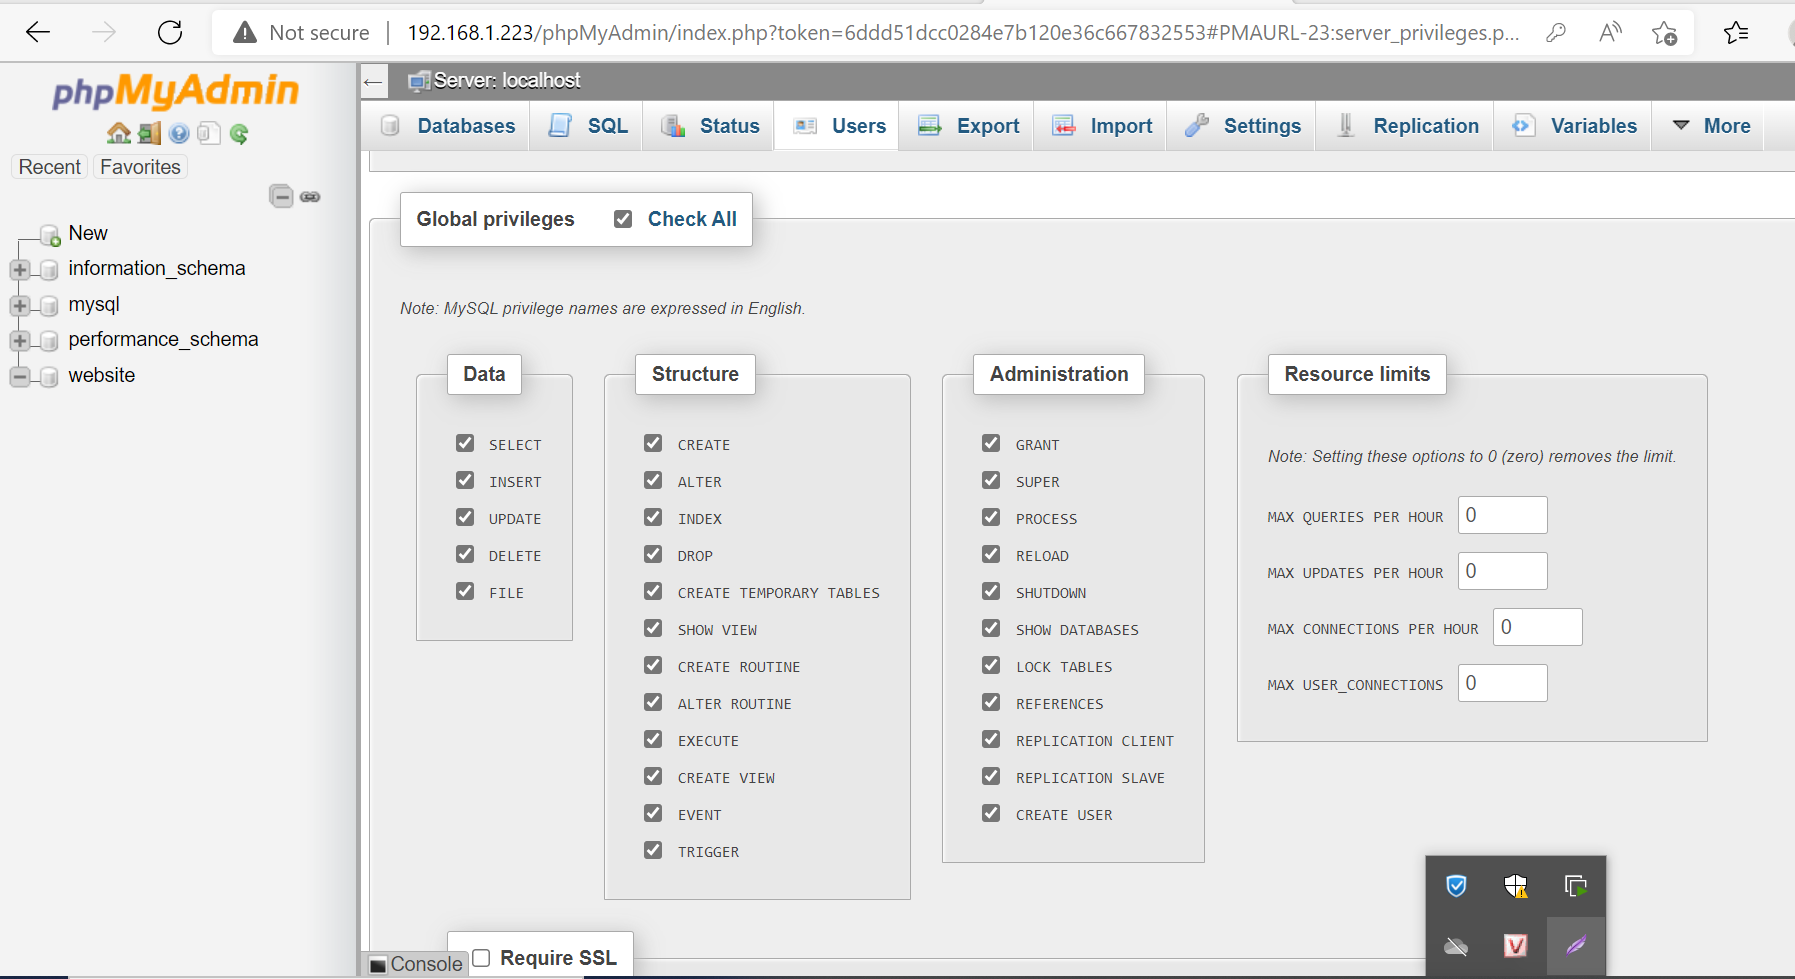 Not secure
192.168.1.223/phpMyAdmin/index.php?token=6ddd51dcc0284e7b120e36c667832553#PMAURL-23:server_privileges.p...
phpMyAdmin
Recent Favorites
New
information_schema
mysql
performance_schema
website
Server: localhost
Databases SQL Status Users Export Import Settings Replication Variables More
Global privileges Check All
Note: MySQL privilege names are expressed in English.
Data
SELECT
INSERT
UPDATE
DELETE
FILE
Structure
CREATE
ALTER
INDEX
DROP
CREATE TEMPORARY TABLES
SHOW VIEW
CREATE ROUTINE
ALTER ROUTINE
EXECUTE
CREATE VIEW
EVENT
TRIGGER
Administration
GRANT
SUPER
PROCESS
RELOAD
SHUTDOWN
SHOW DATABASES
LOCK TABLES
REFERENCES
REPLICATION CLIENT
REPLICATION SLAVE
CREATE USER
Resource limits
Note: Setting these options to 0 (zero) removes the limit.
MAX QUERIES PER HOUR 0
MAX UPDATES PER HOUR 0
MAX CONNECTIONS PER HOUR 0
MAX USER_CONNECTIONS 0
Require SSL
Console